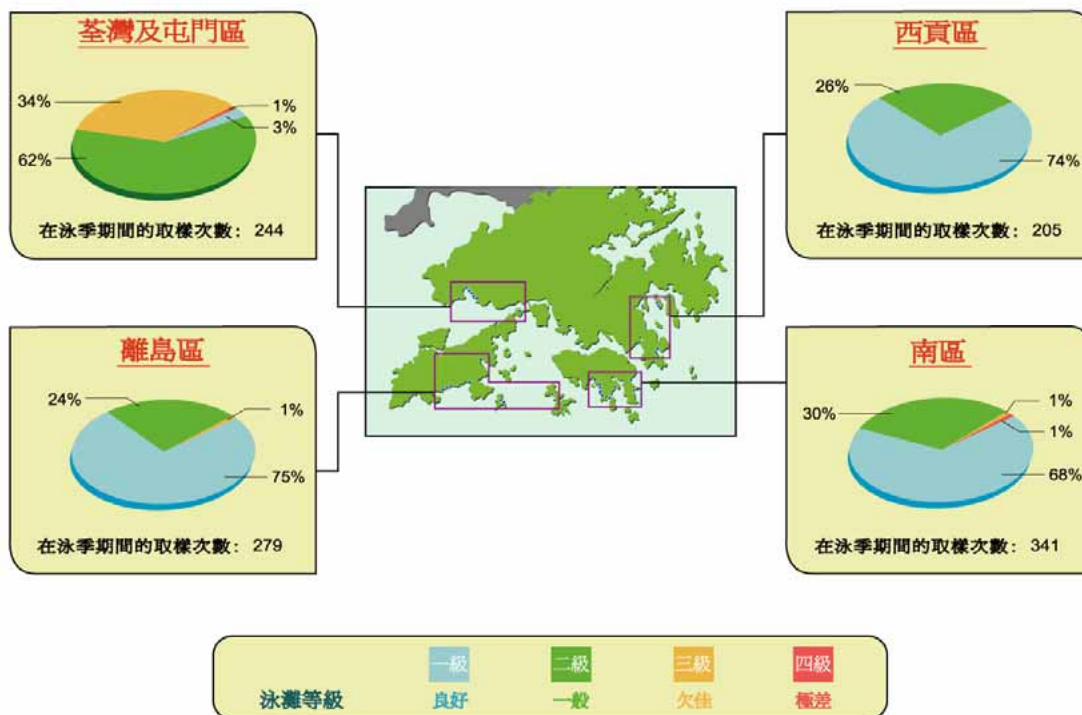 荃灣及屯門區
34%
1%
3%
62%
在泳季期間的取樣次數: 244
西貢區
26%
74%
在泳季期間的取樣次數: 205
離島區
24%
1%
75%
在泳季期間的取樣次數: 279
南區
30%
1%
1%
68%
在泳季期間的取樣次數: 341
一級 二級 三級 四級
泳灘等級 良好 一般 欠佳 極差